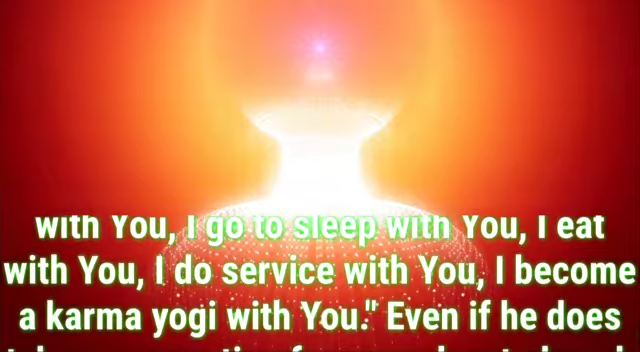 with You, I go to sleep with You, I eat
with You, I do service with You, I become
a karma yogi with You." Even if he does